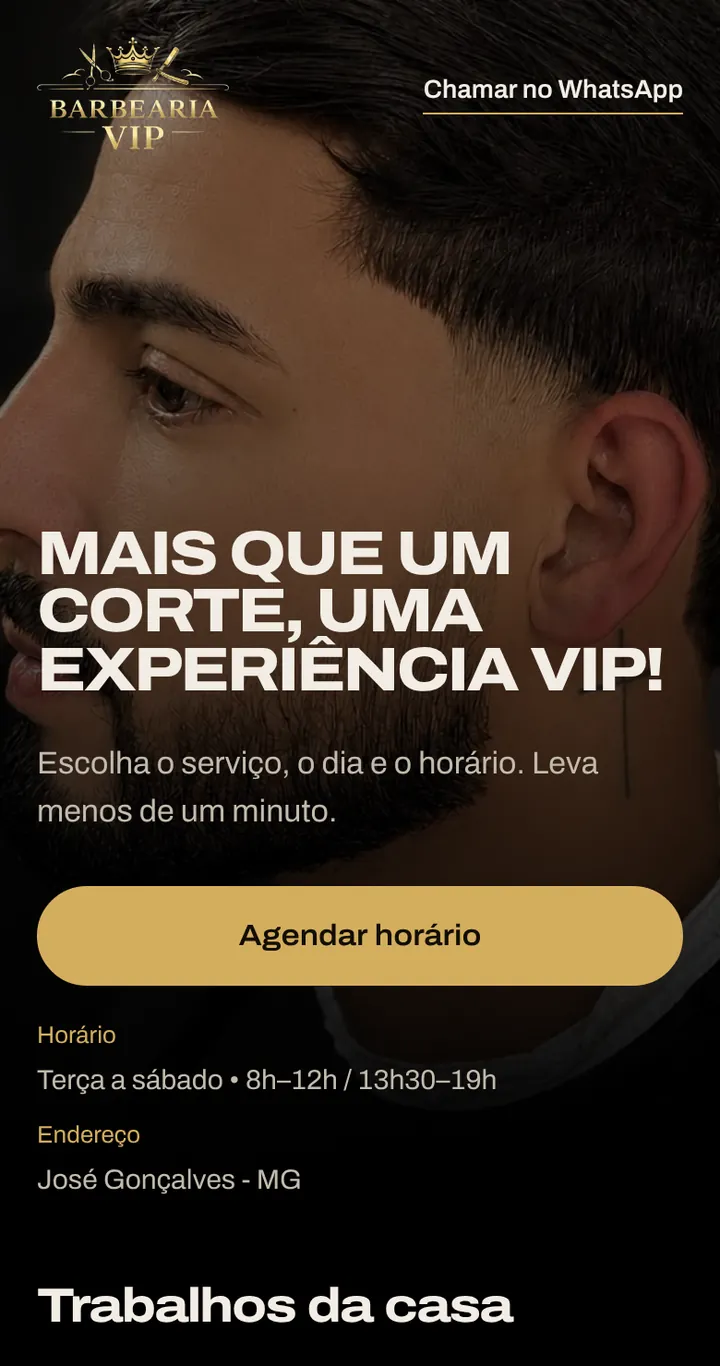 BARBEARIA
VIP
Chamar no WhatsApp
MAIS QUE UM
CORTE, UMA
EXPERIÊNCIA VIP!
Escolha o serviço, o dia e o horário. Leva
menos de um minuto.
Agendar horário
Horário
Terça a sábado • 8h–12h / 13h30–19h
Endereço
José Gonçalves - MG
Trabalhos da casa